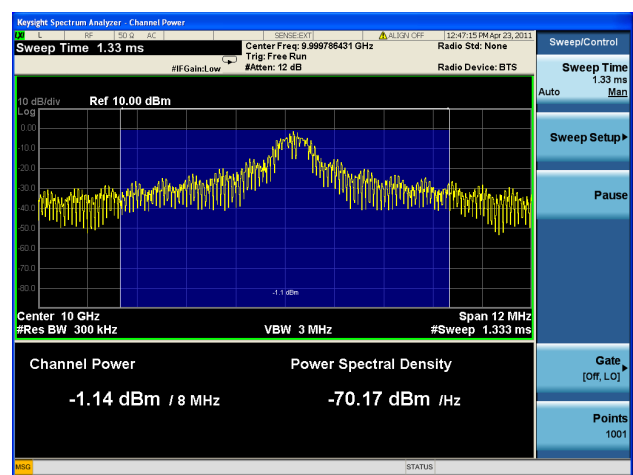 Keysight Spectrum Analyzer - Channel Power
LXI L RF 50 Ω AC SENSE:EXT ALIGN OFF 12:47:15 PM Apr 23, 2011
Sweep Time 1.33 ms
Center Freq: 9.999786431 GHz
Radio Std: None
Trig: Free Run
#IFGain:Low
#Atten: 12 dB
Radio Device: BTS
10 dB/div
Ref 10.00 dBm
Log
0.00
-10.0
-20.0
-30.0
-40.0
-50.0
-60.0
-70.0
-80.0
-1.1 dBm
Center 10 GHz
Span 12 MHz
#Res BW 300 kHz
VBW 3 MHz
#Sweep 1.333 ms
Channel Power
Power Spectral Density
-1.14 dBm / 8 MHz
-70.17 dBm /Hz
MSG
STATUS
Sweep/Control
Sweep Time
1.33 ms
Auto Man
Sweep Setup
Pause
Gate
[Off, LO]
Points
1001